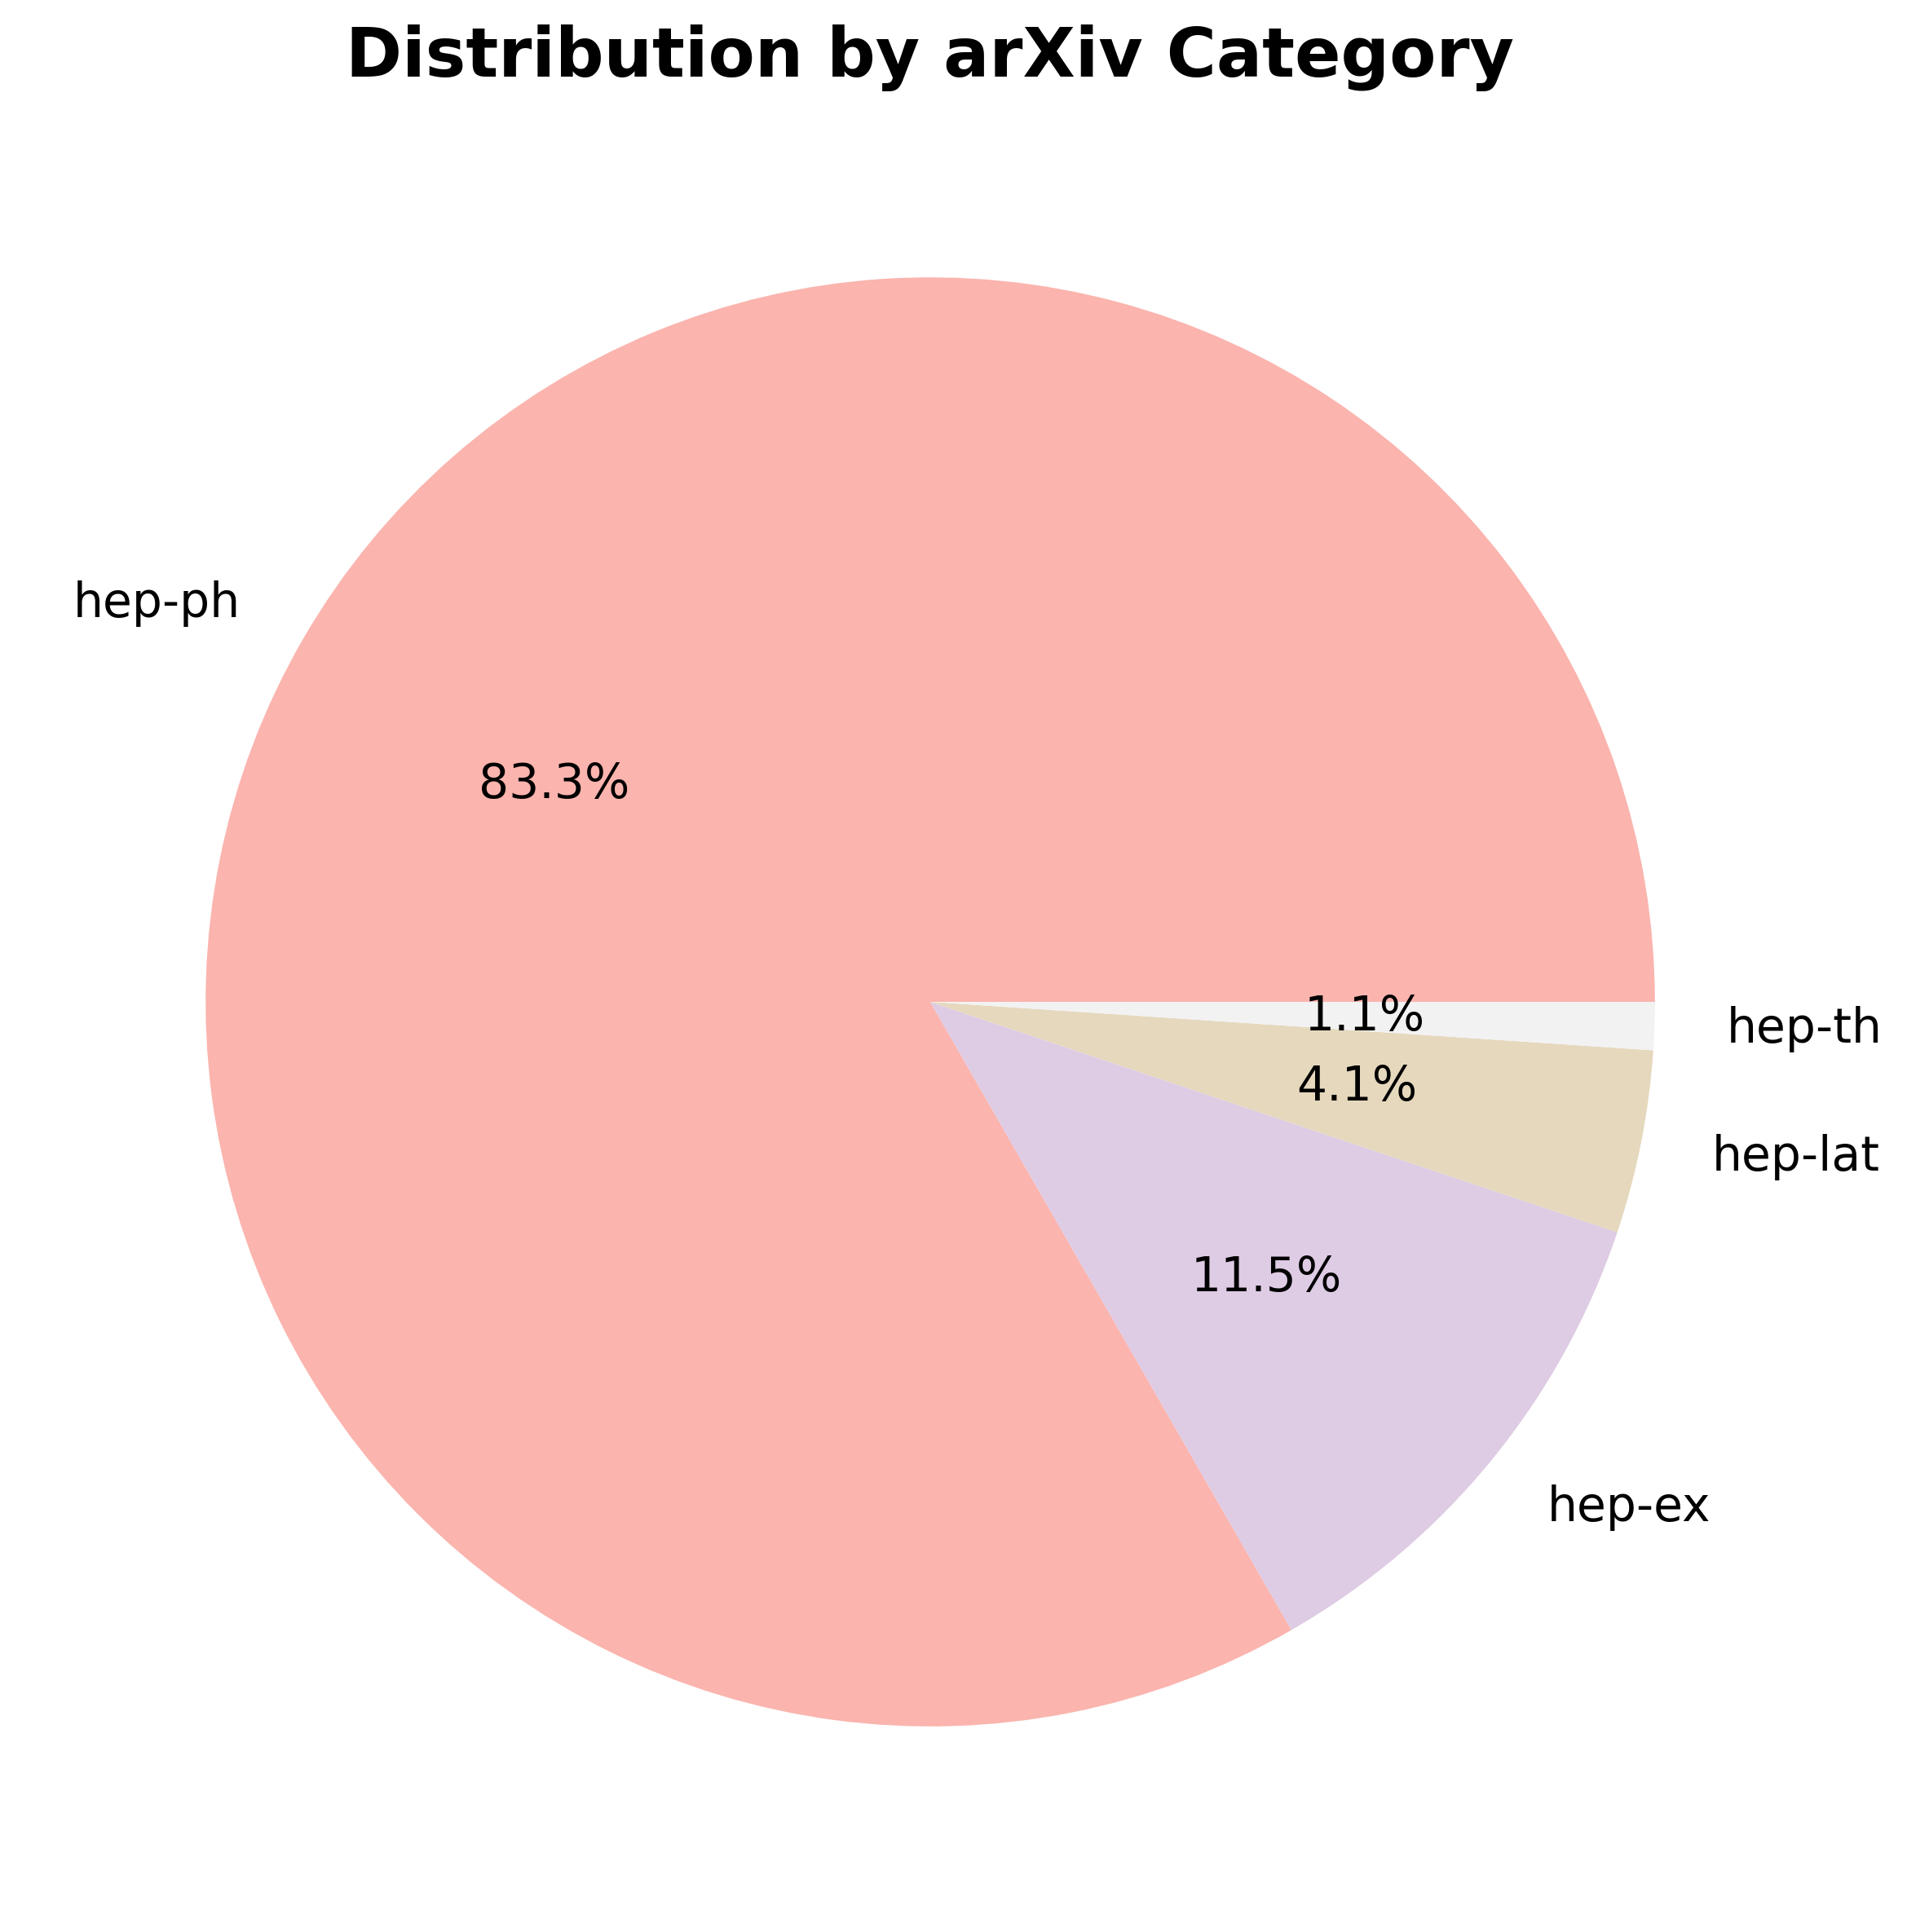 Distribution by arXiv Category
hep-ph
83.3%
1.1%
hep-th
4.1%
hep-lat
11.5%
hep-ex